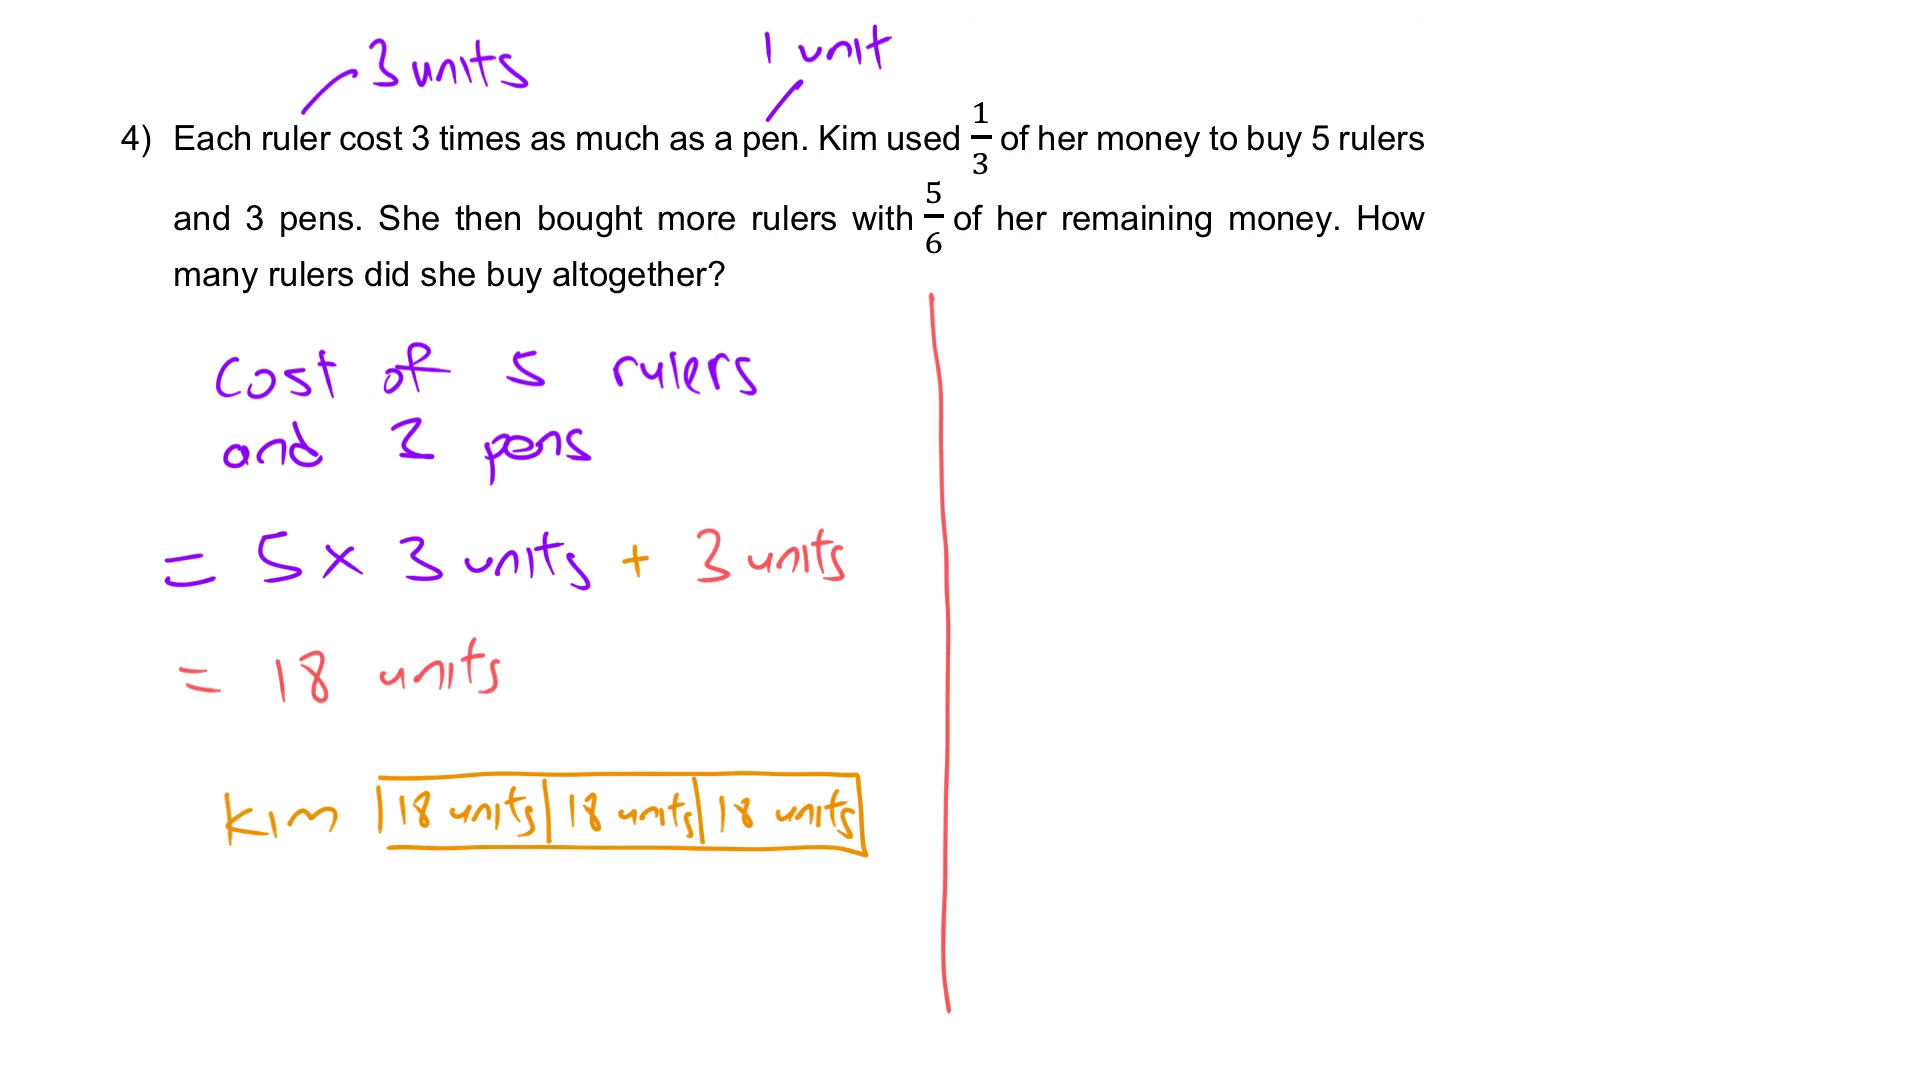 3 units
1 unit
4) Each ruler cost 3 times as much as a pen. Kim used 1/3 of her money to buy 5 rulers
and 3 pens. She then bought more rulers with 5/6 of her remaining money. How
many rulers did she buy altogether?
cost of 5 rulers
and 2 pens
= 5 × 3 units + 3 units
= 18 units
kim 18 units 18 units 18 units